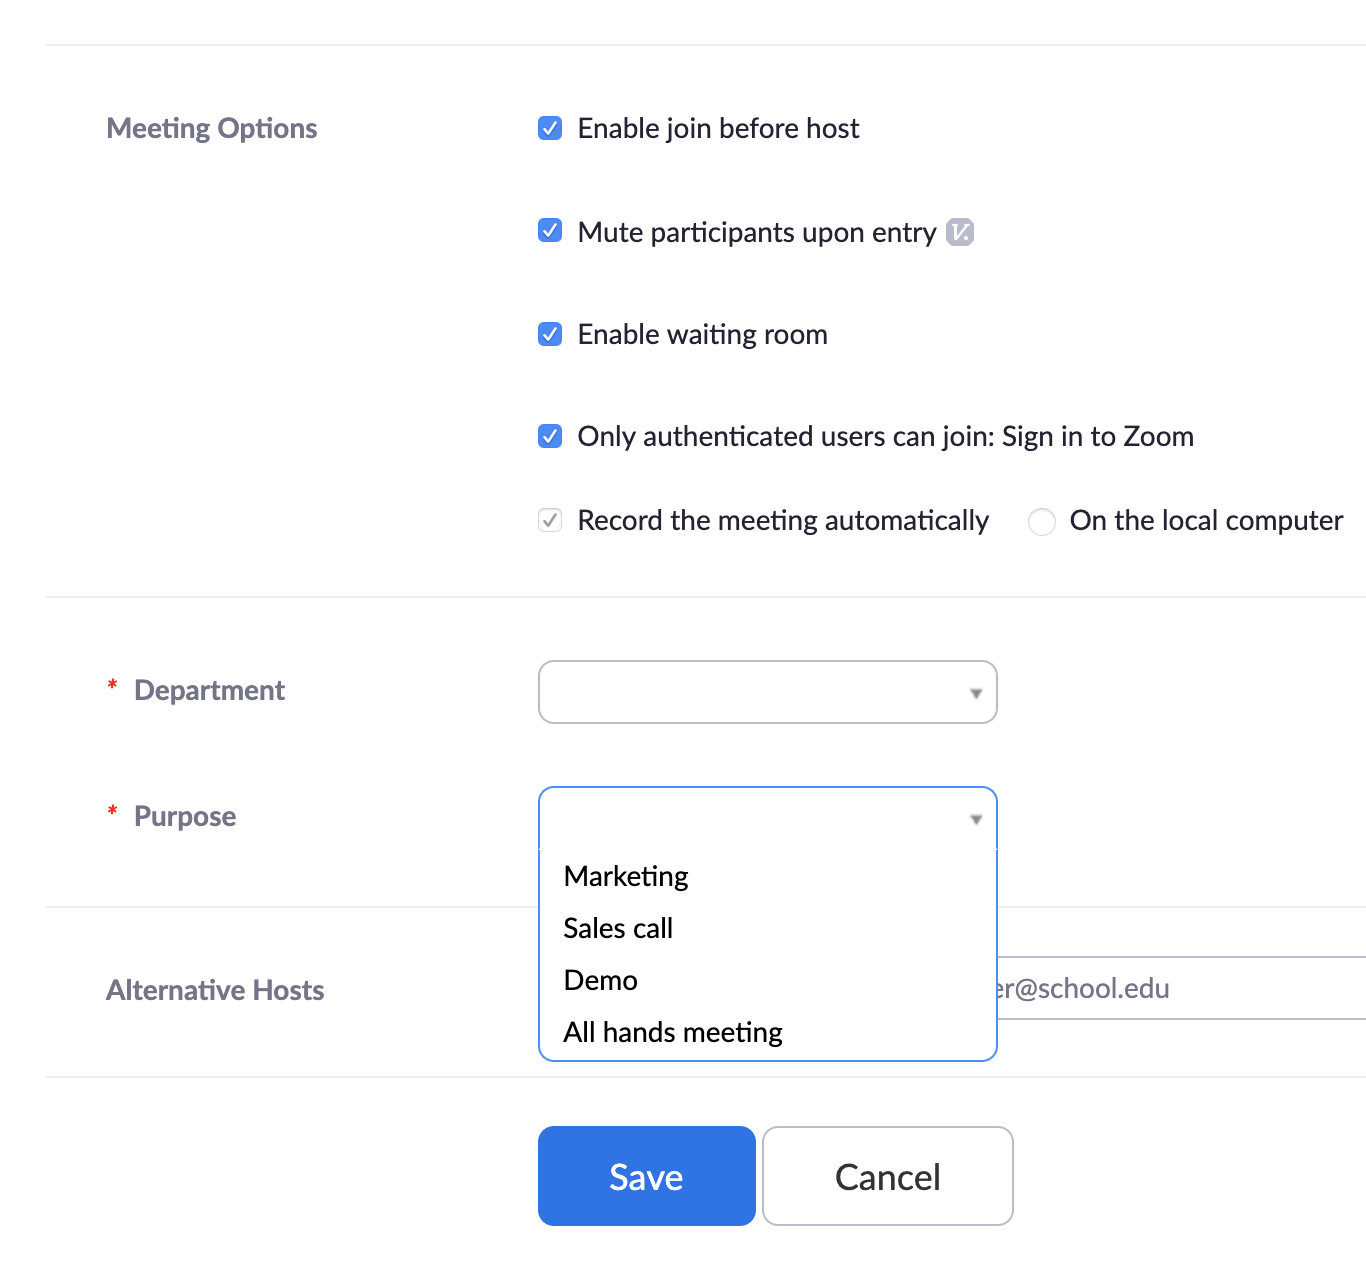 Meeting Options
Enable join before host
Mute participants upon entry V.
Enable waiting room
Only authenticated users can join: Sign in to Zoom
Record the meeting automatically On the local computer
* Department
* Purpose
Marketing
Sales call
Demo
All hands meeting
Alternative Hosts
er@school.edu
Save Cancel